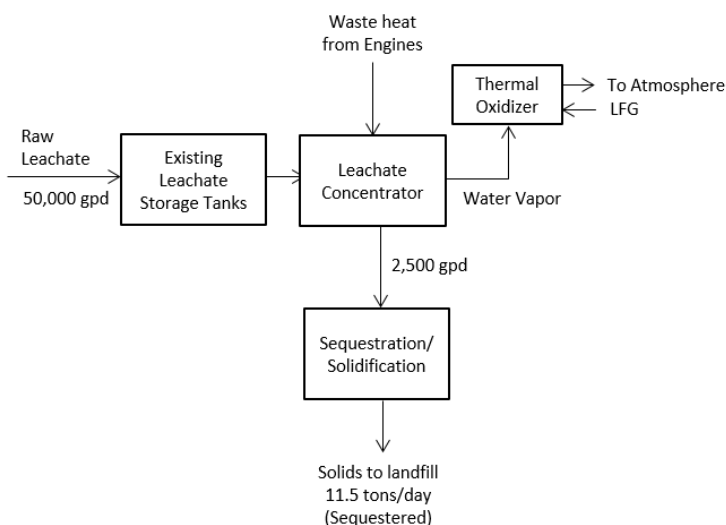 Waste heat
from Engines
Thermal
Oxidizer
To Atmosphere
LFG
Raw
Leachate
50,000 gpd
Existing
Leachate
Storage Tanks
Leachate
Concentrator
Water Vapor
2,500 gpd
Sequestration/
Solidification
Solids to landfill
11.5 tons/day
(Sequestered)